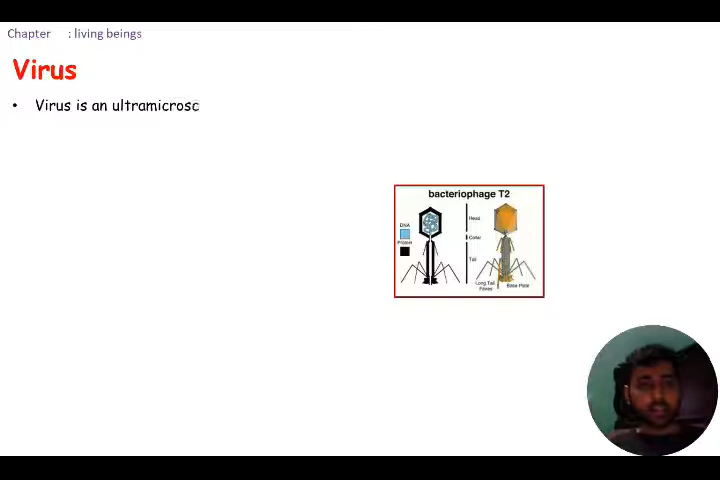 Chapter : living beings
Virus
• Virus is an ultramicrosc
bacteriophage T2
DNA
Protein
Head
Collar
Tail
Long Tail
Fibres
Base Plate